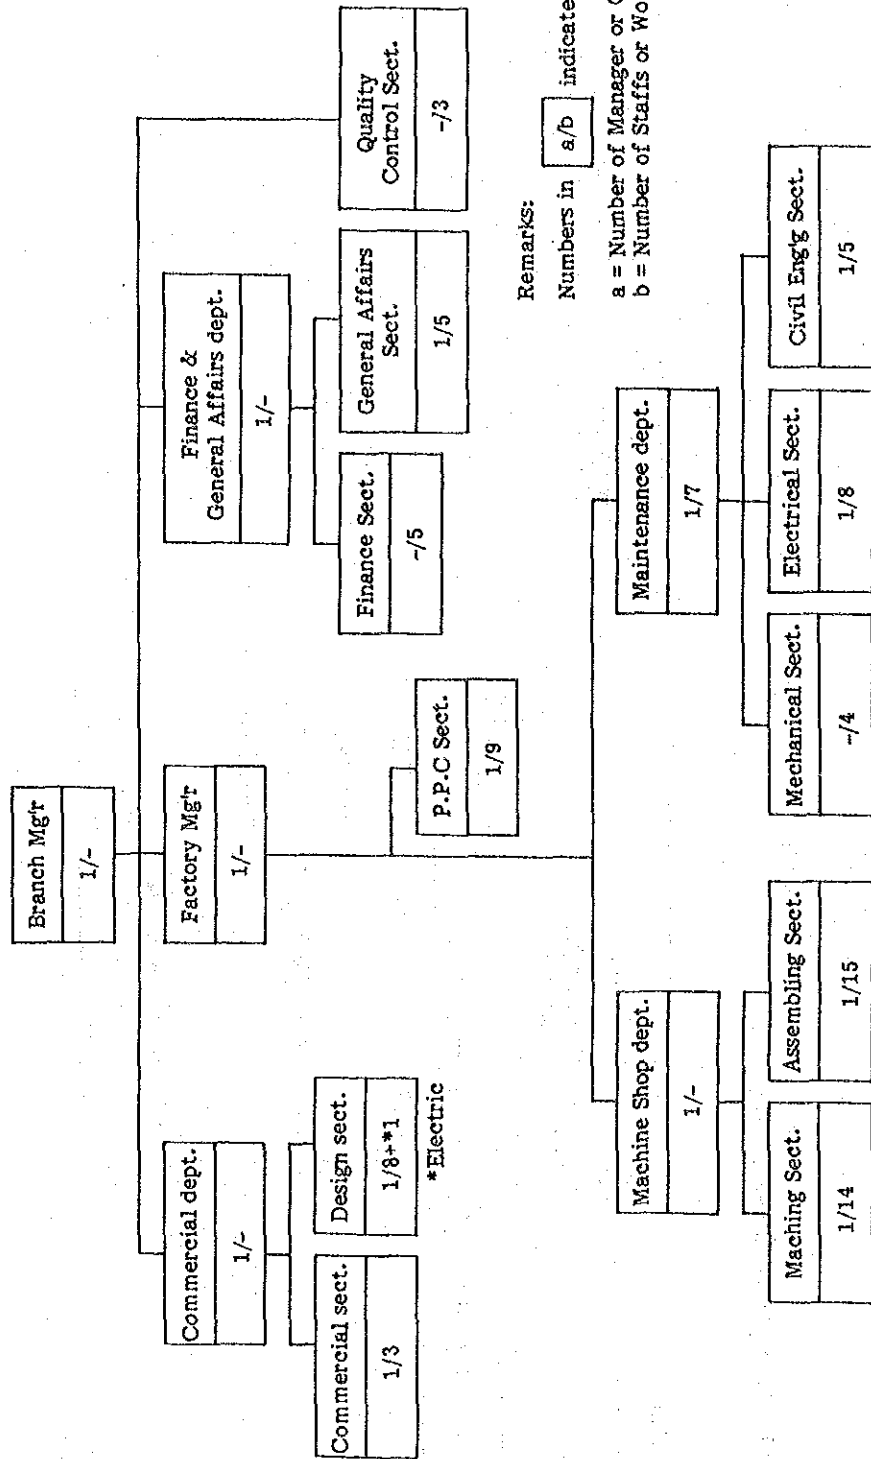 Branch Mg'r
1/-
Commercial dept.
1/-
Factory Mg'r
1/-
Finance &
General Affairs dept.
1/-
Commercial sect.
1/3
Design sect.
1/8+*1
*Electric
Finance Sect.
-/5
General Affairs
Sect.
1/5
Quality
Control Sect.
-/3
P.P.C Sect.
1/9
Remarks:
Numbers in a/b indicate
a = Number of Manager or
b = Number of Staffs or
Machine Shop dept.
1/-
Maintenance dept.
1/7
Maching Sect.
1/14
Assembling Sect.
1/15
Mechanical Sect.
-/4
Electrical Sect.
1/8
Civil Eng'g Sect.
1/5